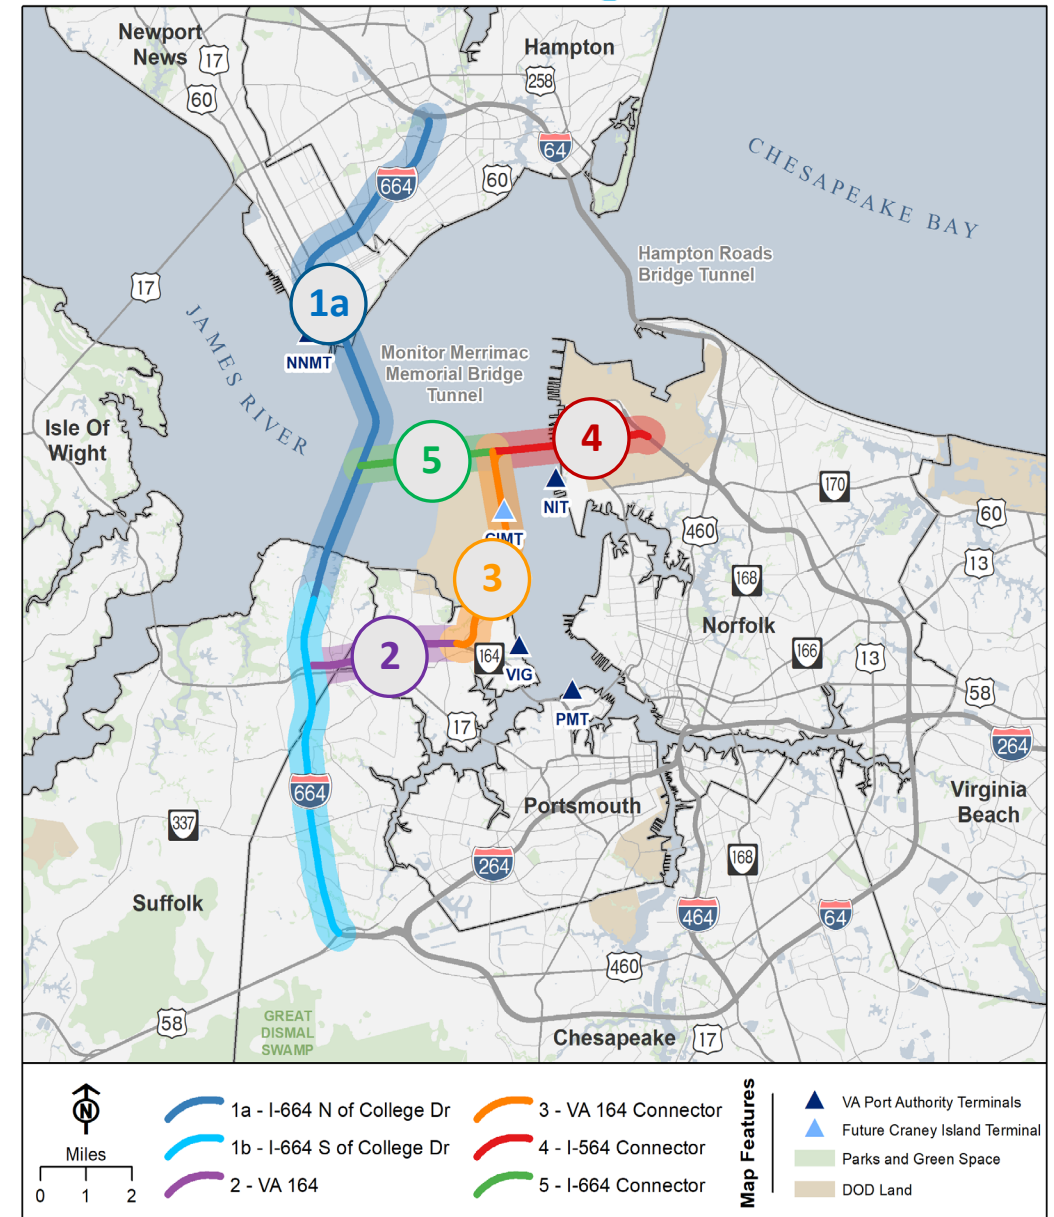 Newport
News
17
60
Hampton
258
64
664
60
CHESAPEAKE BAY
Hampton Roads
Bridge Tunnel
17
1a
JAMES RIVER
NNMT
Monitor Merrimac
Memorial Bridge
Tunnel
Isle Of
Wight
5
4
NIT
170
60
460
13
CIMT
3
168
Norfolk
166
13
2
164
VIG
58
PMT
17
264
664
Virginia
Beach
Portsmouth
337
264
168
Suffolk
464
64
460
58
GREAT
DISMAL
SWAMP
Chesapeake
17
N
Miles
0 1 2
1a - I-664 N of College Dr
1b - I-664 S of College Dr
2 - VA 164
3 - VA 164 Connector
4 - I-564 Connector
5 - I-664 Connector
Map Features
VA Port Authority Terminals
Future Craney Island Terminal
Parks and Green Space
DOD Land